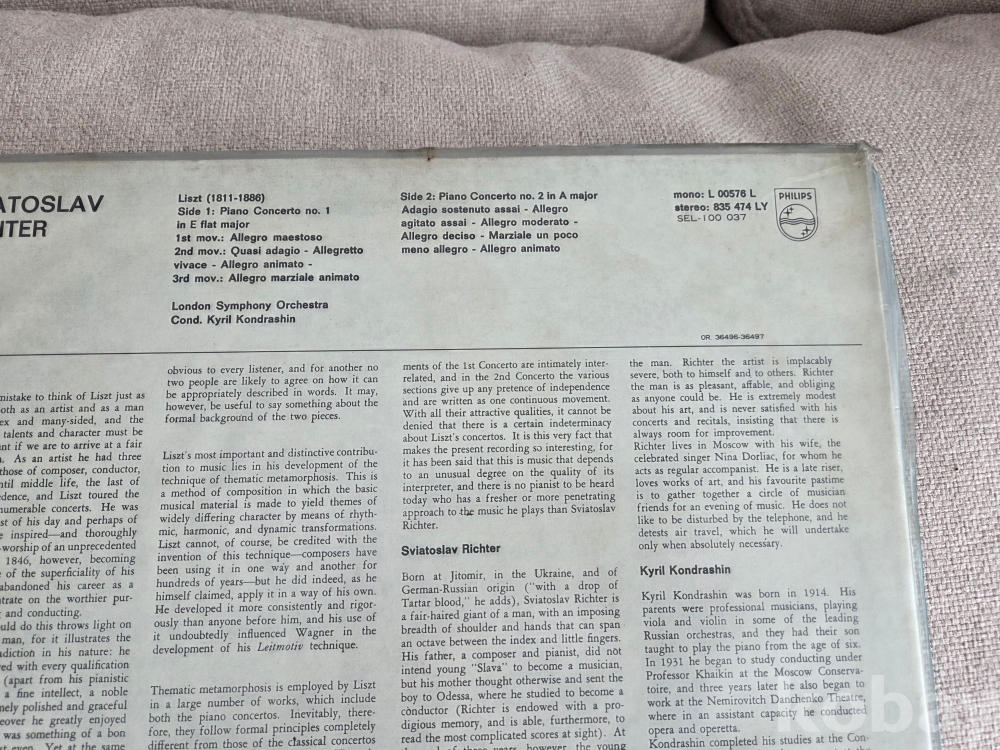 ATOSLAV
TER
Liszt (1811-1886)
Side 1: Piano Concerto no. 1
in E flat major
1st mov.: Allegro maestoso
2nd mov.: Quasi adagio - Allegretto
vivace - Allegro animato -
3rd mov.: Allegro marziale animato
London Symphony Orchestra
Cond. Kyril Kondrashin
Side 2: Piano Concerto no. 2 in A major
Adagio sostenuto assai - Allegro
agitato assai - Allegro moderato -
Allegro deciso - Marziale un poco
meno allegro - Allegro animato
mono: L 00576 L
stereo: 835 474 LY
SEL-100 037
PHILIPS
OR. 36496-36497
mistake to think of Liszt just as
oth as an artist and as a man
ex and many-sided, and the
talents and character must be
nt if we are to arrive at a fair
. As an artist he had three
those of composer, conductor,
ntil middle life, the last of
dence, and Liszt toured the
numerable concerts. He was
st of his day and perhaps of
e inspired—and thoroughly
-worship of an unprecedented
1846, however, becoming
e of the superficiality of his
abandoned his career as a
trate on the worthier pur-
and conducting.
uld do this throws light on
man, for it illustrates the
adiction in his nature: he
ed with every qualification
(apart from his pianistic
a fine intellect, a noble
nely polished and graceful
eover he greatly enjoyed
was something of a bon
st even. Yet at the same
obvious to every listener, and for another no
two people are likely to agree on how it can
be appropriately described in words. It may,
however, be useful to say something about the
formal background of the two pieces.
Liszt's most important and distinctive contribu-
tion to music lies in his development of the
technique of thematic metamorphosis. This is
a method of composition in which the basic
musical material is made to yield themes of
widely differing character by means of rhyth-
mic, harmonic, and dynamic transformations.
Liszt cannot, of course, be credited with the
invention of this technique—composers have
been using it in one way and another for
hundreds of years—but he did indeed, as he
himself claimed, apply it in a way of his own.
He developed it more consistently and rigor-
ously than anyone before him, and his use of
it undoubtedly influenced Wagner in the
development of his Leitmotiv technique.
Thematic metamorphosis is employed by Liszt
in a large number of works, which include
both the piano concertos. Inevitably, there-
fore, they follow formal principles completely
different from those of the classical concertos
ments of the 1st Concerto are intimately inter-
related, and in the 2nd Concerto the various
sections give up any pretence of independence
and are written as one continuous movement.
With all their attractive qualities, it cannot be
denied that there is a certain indeterminacy
about Liszt's concertos. It is this very fact that
makes the present recording so interesting, for
it has been said that this is music that depends
to an unusual degree on the quality of its
interpreter, and there is no pianist to be heard
today who has a fresher or more penetrating
approach to the music he plays than Sviatoslav
Richter.
Sviatoslav Richter
Born at Jitomir, in the Ukraine, and of
German-Russian origin ("with a drop of
Tartar blood," he adds), Sviatoslav Richter is
a fair-haired giant of a man, with an imposing
breadth of shoulder and hands that can span
an octave between the index and little fingers.
His father, a composer and pianist, did not
intend young "Slava" to become a musician,
but his mother thought otherwise and sent the
boy to Odessa, where he studied to become a
conductor (Richter is endowed with a pro-
digious memory, and is able, furthermore, to
read the most complicated scores at sight). At
the end of three years, however, the young
the man. Richter the artist is implacably
severe, both to himself and to others. Richter
the man is as pleasant, affable, and obliging
as anyone could be. He is extremely modest
about his art, and is never satisfied with his
concerts and recitals, insisting that there is
always room for improvement.
Richter lives in Moscow with his wife, the
celebrated singer Nina Dorliac, for whom he
acts as regular accompanist. He is a late riser,
loves works of art, and his favourite pastime
is to gather together a circle of musician
friends for an evening of music. He does not
like to be disturbed by the telephone, and he
detests air travel, which he will undertake
only when absolutely necessary.
Kyril Kondrashin
Kyril Kondrashin was born in 1914. His
parents were professional musicians, playing
viola and violin in some of the leading
Russian orchestras, and they had their son
taught to play the piano from the age of six.
In 1931 he began to study conducting under
Professor Khaikin at the Moscow Conserva-
toire, and three years later he also began to
work at the Nemirovitch Danchenko Theatre,
where in an assistant capacity he conducted
opera and operetta.
Kondrashin completed his studies at the Con-
ba